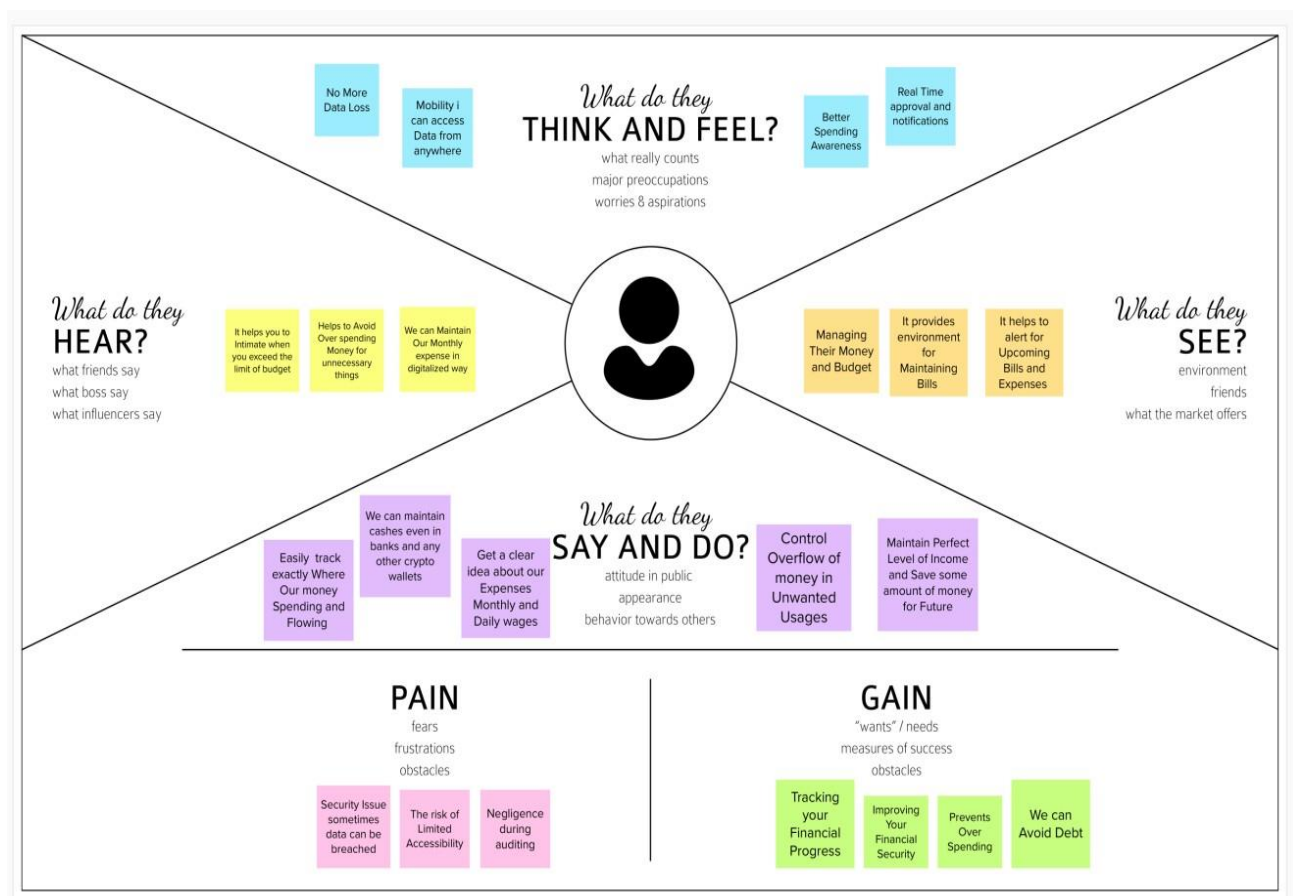 No More
Data Loss
Mobility i
can access
Data from
anywhere
What do they
THINK AND FEEL?
what really counts
major preoccupations
worries & aspirations
Better
Spending
Awareness
Real Time
approval and
notifications
What do they
HEAR?
what friends say
what boss say
what influencers say
It helps you to
Intimate when
you exceed the
limit of budget
Helps to Avoid
Over spending
Money for
unnecessary
things
We can Maintain
Our Monthly
expense in
digitalized way
Managing
Their Money
and Budget
It provides
environment
for
Maintaining
Bills
It helps to
alert for
Upcoming
Bills and
Expenses
What do they
SEE?
environment
friends
what the market offers
Easily track
exactly Where
Our money
Spending and
Flowing
We can maintain
cashes even in
banks and any
other crypto
wallets
Get a clear
idea about our
Expenses
Monthly and
Daily wages
What do they
SAY AND DO?
attitude in public
appearance
behavior towards others
Control
Overflow of
money in
Unwanted
Usages
Maintain Perfect
Level of Income
and Save some
amount of money
for Future
PAIN
fears
frustrations
obstacles
Security Issue
sometimes
data can be
breached
The risk of
Limited
Accessibility
Negligence
during
auditing
GAIN
"wants" / needs
measures of success
obstacles
Tracking
your
Financial
Progress
Improving
Your
Financial
Security
Prevents
Over
Spending
We can
Avoid Debt